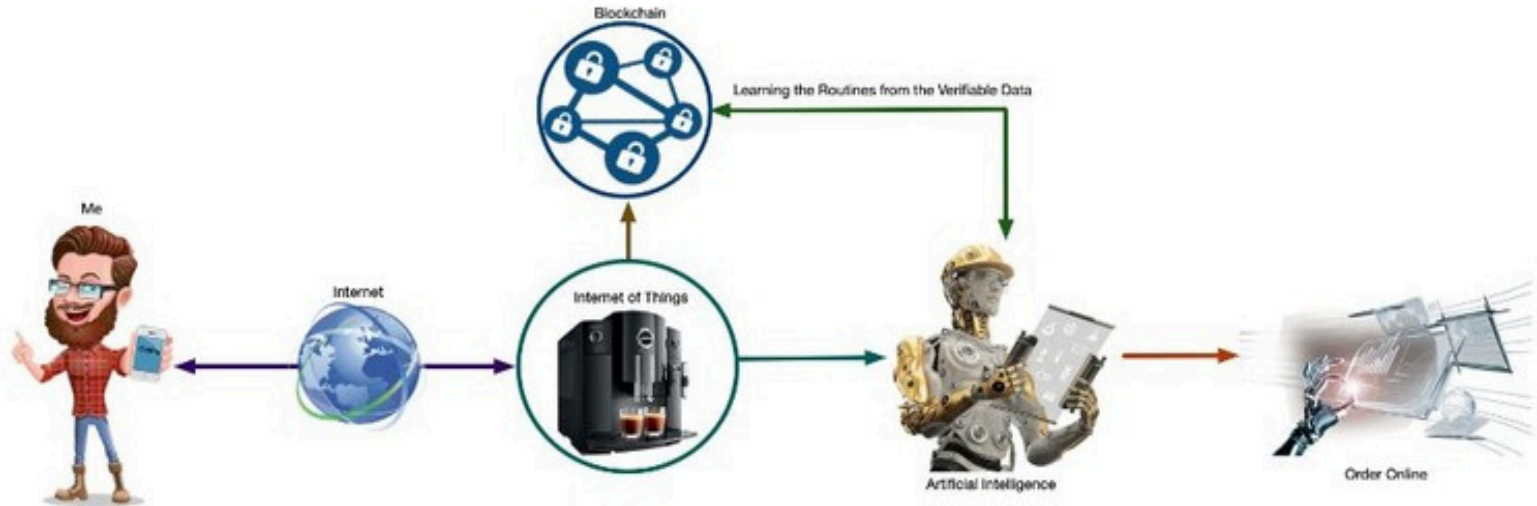 Blockchain
Learning the Routines from the Verifiable Data
Me
Internet
Internet of Things
Artificial Intelligence
Order Online